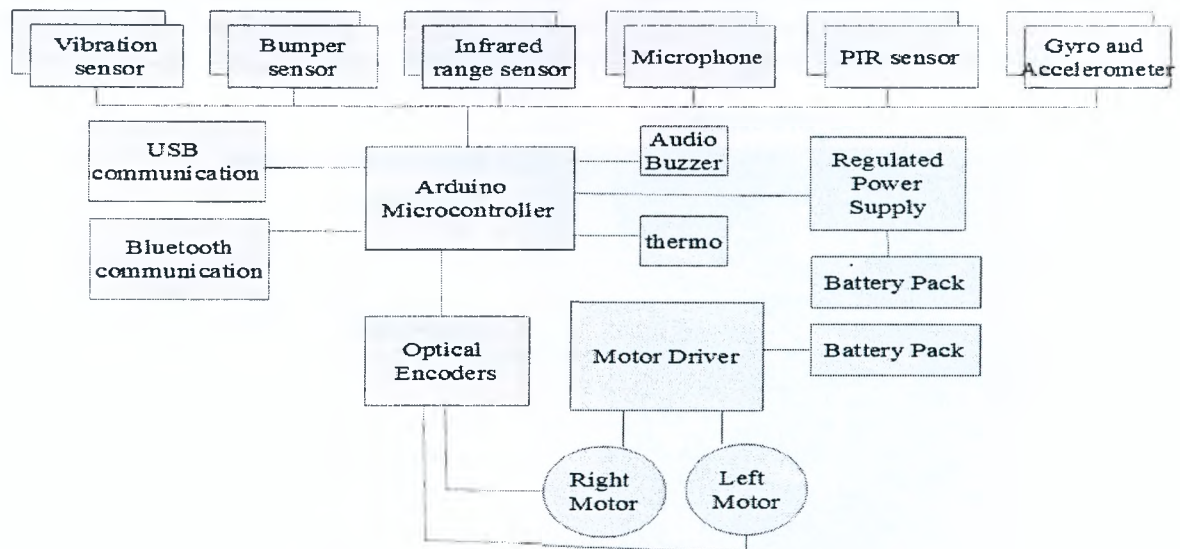 Vibration
sensor
Bumper
sensor
Infrared
range sensor
Microphone
PIR sensor
Gyro and
Accelerometer
USB
communication
Audio
Buzzer
Regulated
Power
Supply
Arduino
Microcontroller
Bluetooth
communication
thermo
Battery Pack
Optical
Encoders
Motor Driver
Battery Pack
Right
Motor
Left
Motor